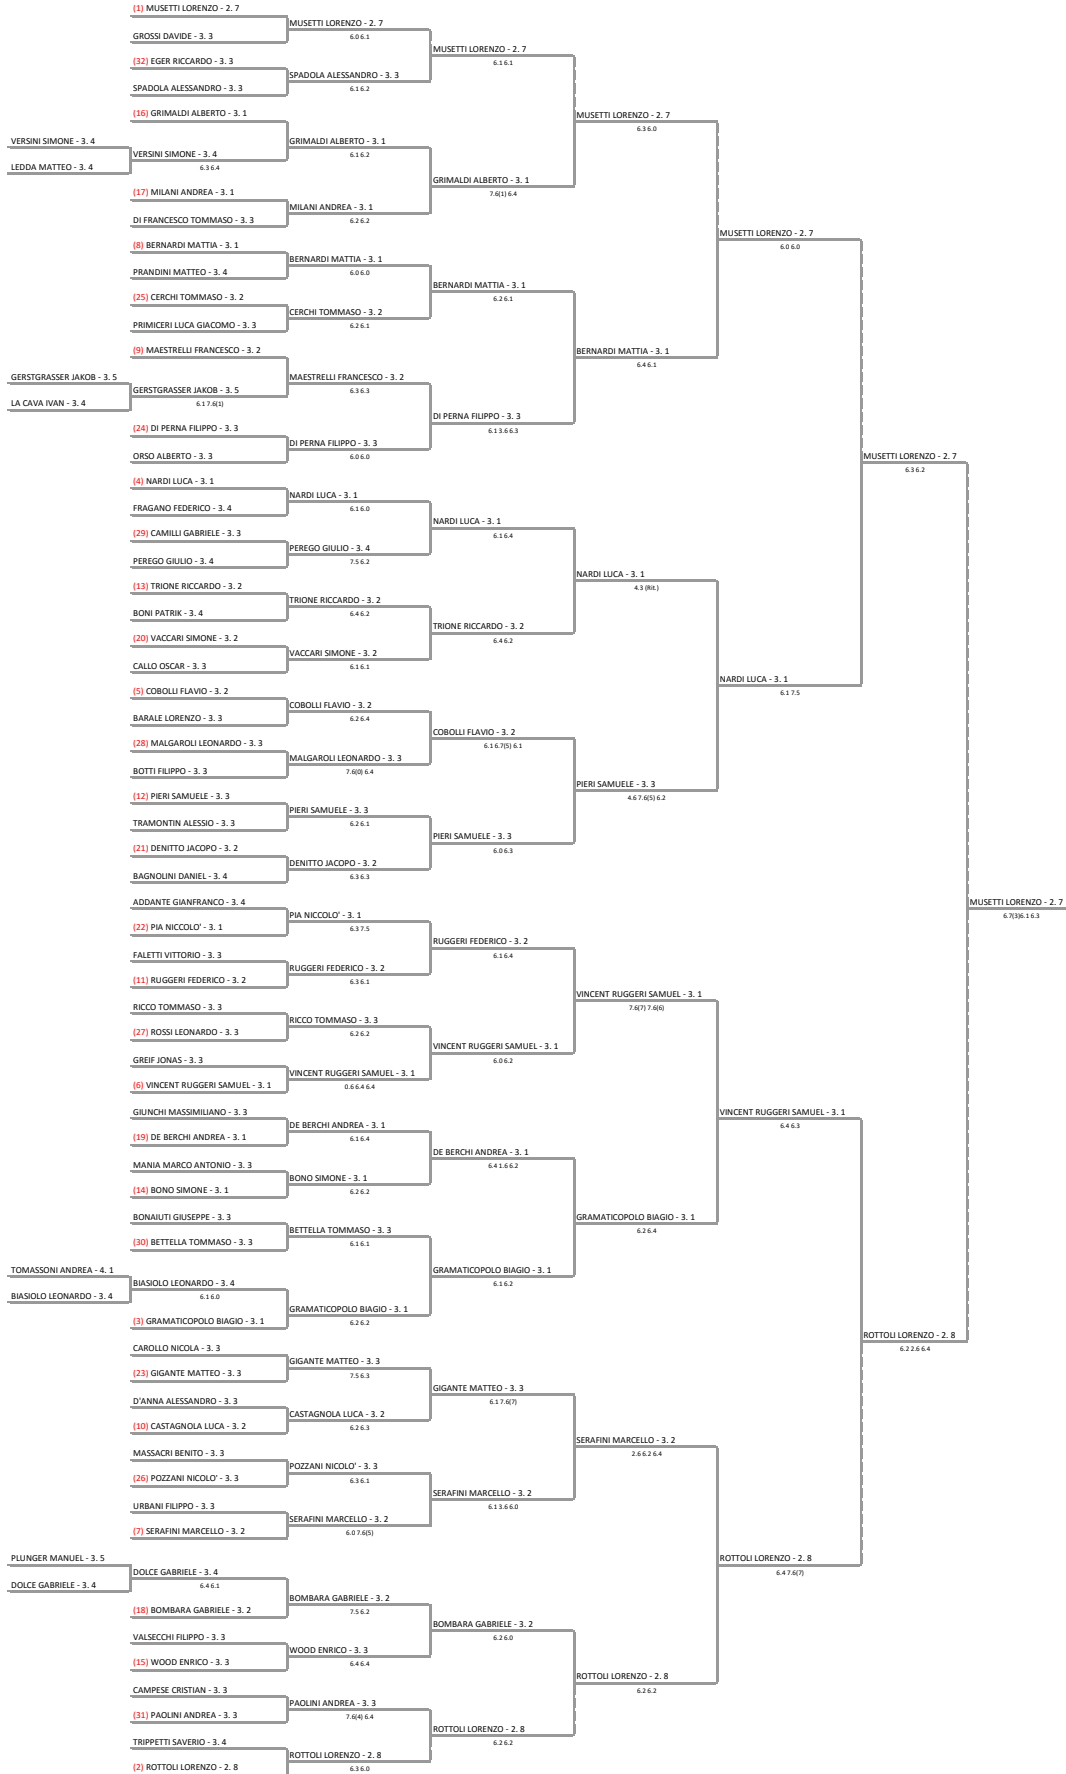 (1) MUSETTI LORENZO - 2. 7
GROSSI DAVIDE - 3. 3
(32) EGER RICCARDO - 3. 3
SPADOLA ALESSANDRO - 3. 3
(16) GRIMALDI ALBERTO - 3. 1
VERSINI SIMONE - 3. 4
LEDDA MATTEO - 3. 4
VERSINI SIMONE - 3. 4
6.3 6.4
(17) MILANI ANDREA - 3. 1
DI FRANCESCO TOMMASO - 3. 3
(8) BERNARDI MATTIA - 3. 1
PRANDINI MATTEO - 3. 4
(25) CERCHI TOMMASO - 3. 2
PRIMICERI LUCA GIACOMO - 3. 3
(9) MAESTRELLI FRANCESCO - 3. 2
GERSTGRASSER JAKOB - 3. 5
LA CAVA IVAN - 3. 4
GERSTGRASSER JAKOB - 3. 5
6.1 7.6(1)
(24) DI PERNA FILIPPO - 3. 3
ORSO ALBERTO - 3. 3
(4) NARDI LUCA - 3. 1
FRAGANO FEDERICO - 3. 4
(29) CAMILLI GABRIELE - 3. 3
PEREGO GIULIO - 3. 4
(13) TRIONE RICCARDO - 3. 2
BONI PATRIK - 3. 4
(20) VACCARI SIMONE - 3. 2
CALLO OSCAR - 3. 3
(5) COBOLLI FLAVIO - 3. 2
BARALE LORENZO - 3. 3
(28) MALGAROLI LEONARDO - 3. 3
BOTTI FILIPPO - 3. 3
(12) PIERI SAMUELE - 3. 3
TRAMONTIN ALESSIO - 3. 3
(21) DENITTO JACOPO - 3. 2
BAGNOLINI DANIEL - 3. 4
ADDANTE GIANFRANCO - 3. 4
(22) PIA NICCOLO' - 3. 1
FALETTI VITTORIO - 3. 3
(11) RUGGERI FEDERICO - 3. 2
RICCO TOMMASO - 3. 3
(27) ROSSI LEONARDO - 3. 3
GREIF JONAS - 3. 3
(6) VINCENT RUGGERI SAMUEL - 3. 1
GIUNCHI MASSIMILIANO - 3. 3
(19) DE BERCHI ANDREA - 3. 1
MANIA MARCO ANTONIO - 3. 3
(14) BONO SIMONE - 3. 1
BONAIUTI GIUSEPPE - 3. 3
(30) BETTELLA TOMMASO - 3. 3
TOMASSONI ANDREA - 4. 1
BIASIOLO LEONARDO - 3. 4
BIASIOLO LEONARDO - 3. 4
6.1 6.0
(3) GRAMATICOPOLO BIAGIO - 3. 1
CAROLLO NICOLA - 3. 3
(23) GIGANTE MATTEO - 3. 3
D'ANNA ALESSANDRO - 3. 3
(10) CASTAGNOLA LUCA - 3. 2
MASSACRI BENITO - 3. 3
(26) POZZANI NICOLO' - 3. 3
URBANI FILIPPO - 3. 3
(7) SERAFINI MARCELLO - 3. 2
PLUNGER MANUEL - 3. 5
DOLCE GABRIELE - 3. 4
DOLCE GABRIELE - 3. 4
6.4 6.1
(18) BOMBARA GABRIELE - 3. 2
VALSECCHI FILIPPO - 3. 3
(15) WOOD ENRICO - 3. 3
CAMPESE CRISTIAN - 3. 3
(31) PAOLINI ANDREA - 3. 3
TRIPPETTI SAVERIO - 3. 4
(2) ROTTOLI LORENZO - 2. 8
MUSETTI LORENZO - 2. 7
6.0 6.1
SPADOLA ALESSANDRO - 3. 3
6.1 6.2
GRIMALDI ALBERTO - 3. 1
6.1 6.2
MILANI ANDREA - 3. 1
6.2 6.2
BERNARDI MATTIA - 3. 1
6.0 6.0
CERCHI TOMMASO - 3. 2
6.2 6.1
MAESTRELLI FRANCESCO - 3. 2
6.3 6.3
DI PERNA FILIPPO - 3. 3
6.0 6.0
NARDI LUCA - 3. 1
6.1 6.0
PEREGO GIULIO - 3. 4
7.5 6.2
TRIONE RICCARDO - 3. 2
6.4 6.2
VACCARI SIMONE - 3. 2
6.1 6.1
COBOLLI FLAVIO - 3. 2
6.2 6.4
MALGAROLI LEONARDO - 3. 3
7.6(0) 6.4
PIERI SAMUELE - 3. 3
6.2 6.1
DENITTO JACOPO - 3. 2
6.3 6.3
PIA NICCOLO' - 3. 1
6.3 7.5
RUGGERI FEDERICO - 3. 2
6.3 6.1
RICCO TOMMASO - 3. 3
6.2 6.2
VINCENT RUGGERI SAMUEL - 3. 1
0.6 6.4 6.4
DE BERCHI ANDREA - 3. 1
6.1 6.4
BONO SIMONE - 3. 1
6.2 6.2
BETTELLA TOMMASO - 3. 3
6.1 6.1
GRAMATICOPOLO BIAGIO - 3. 1
6.2 6.2
GIGANTE MATTEO - 3. 3
7.5 6.3
CASTAGNOLA LUCA - 3. 2
6.2 6.3
POZZANI NICOLO' - 3. 3
6.3 6.1
SERAFINI MARCELLO - 3. 2
6.0 7.6(5)
BOMBARA GABRIELE - 3. 2
7.5 6.2
WOOD ENRICO - 3. 3
6.4 6.4
PAOLINI ANDREA - 3. 3
7.6(4) 6.4
ROTTOLI LORENZO - 2. 8
6.3 6.0
MUSETTI LORENZO - 2. 7
6.1 6.1
GRIMALDI ALBERTO - 3. 1
7.6(1) 6.4
BERNARDI MATTIA - 3. 1
6.2 6.1
DI PERNA FILIPPO - 3. 3
6.1 3.6 6.3
NARDI LUCA - 3. 1
6.1 6.4
TRIONE RICCARDO - 3. 2
6.4 6.2
COBOLLI FLAVIO - 3. 2
6.1 6.7(5) 6.1
PIERI SAMUELE - 3. 3
6.0 6.3
RUGGERI FEDERICO - 3. 2
6.1 6.4
VINCENT RUGGERI SAMUEL - 3. 1
6.0 6.2
DE BERCHI ANDREA - 3. 1
6.4 1.6 6.2
GRAMATICOPOLO BIAGIO - 3. 1
6.1 6.2
GIGANTE MATTEO - 3. 3
6.1 7.6(7)
SERAFINI MARCELLO - 3. 2
6.1 3.6 6.0
BOMBARA GABRIELE - 3. 2
6.2 6.0
ROTTOLI LORENZO - 2. 8
6.2 6.2
MUSETTI LORENZO - 2. 7
6.3 6.0
BERNARDI MATTIA - 3. 1
6.4 6.1
NARDI LUCA - 3. 1
4.3 (Rit.)
PIERI SAMUELE - 3. 3
4.6 7.6(5) 6.2
VINCENT RUGGERI SAMUEL - 3. 1
7.6(7) 7.6(6)
GRAMATICOPOLO BIAGIO - 3. 1
6.2 6.4
SERAFINI MARCELLO - 3. 2
2.6 6.2 6.4
ROTTOLI LORENZO - 2. 8
6.2 6.2
MUSETTI LORENZO - 2. 7
6.0 6.0
NARDI LUCA - 3. 1
6.1 7.5
VINCENT RUGGERI SAMUEL - 3. 1
6.4 6.3
ROTTOLI LORENZO - 2. 8
6.4 7.6(7)
MUSETTI LORENZO - 2. 7
6.3 6.2
ROTTOLI LORENZO - 2. 8
6.2 2.6 6.4
MUSETTI LORENZO - 2. 7
6.7(3)6.1 6.3